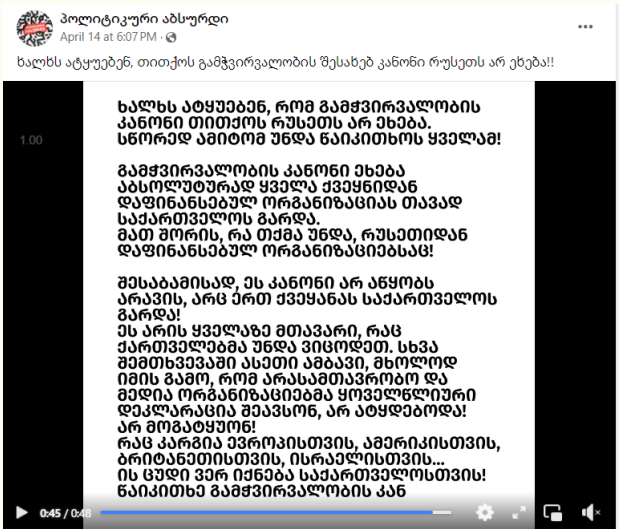 პოლიტიკური აბსურდი
April 14 at 6:07 PM ·
ხალხს ატყუებენ, თითქოს გამჭვირვალობის შესახებ კანონი რუსეთს არ ეხება!!
1.00
ხალხს ატყუებენ, რომ გამჭვირვალობის
კანონი თითქოს რუსეთს არ ეხება.
სწორედ ამიტომ უნდა წაიკითხოს ყველამ!
გამჭვირვალობის კანონი ეხება
აბსოლუტურად ყველა ქვეყნიდან
დაფინანსებულ ორგანიზაციას თავად
საქართველოს გარდა.
მათ შორის, რა თქმა უნდა, რუსეთიდან
დაფინანსებულ ორგანიზაციებსაც!
შესაბამისად, ეს კანონი არ აწყობს
არავის, არც ერთ ქვეყანას საქართველოს
გარდა!
ეს არის ყველაზე მთავარი, რაც
ქართველებმა უნდა ვიცოდეთ. სხვა
შემთხვევაში ასეთი ამბავი, მხოლოდ
იმის გამო, რომ არასამთავრობო და
მედია ორგანიზაციებმა ყოველწლიური
დეკლარაცია შეავსონ, არ ატყდებოდა!
არ მოგატყუონ!
რაც კარგია ევროპისთვის, ამერიკისთვის,
ბრიტანეთისთვის, ისრაელისთვის...
ის ცუდი ვერ იქნება საქართველოსთვის!
წაიკითხე გამჭვირვალობის კან
0:45 / 0:48